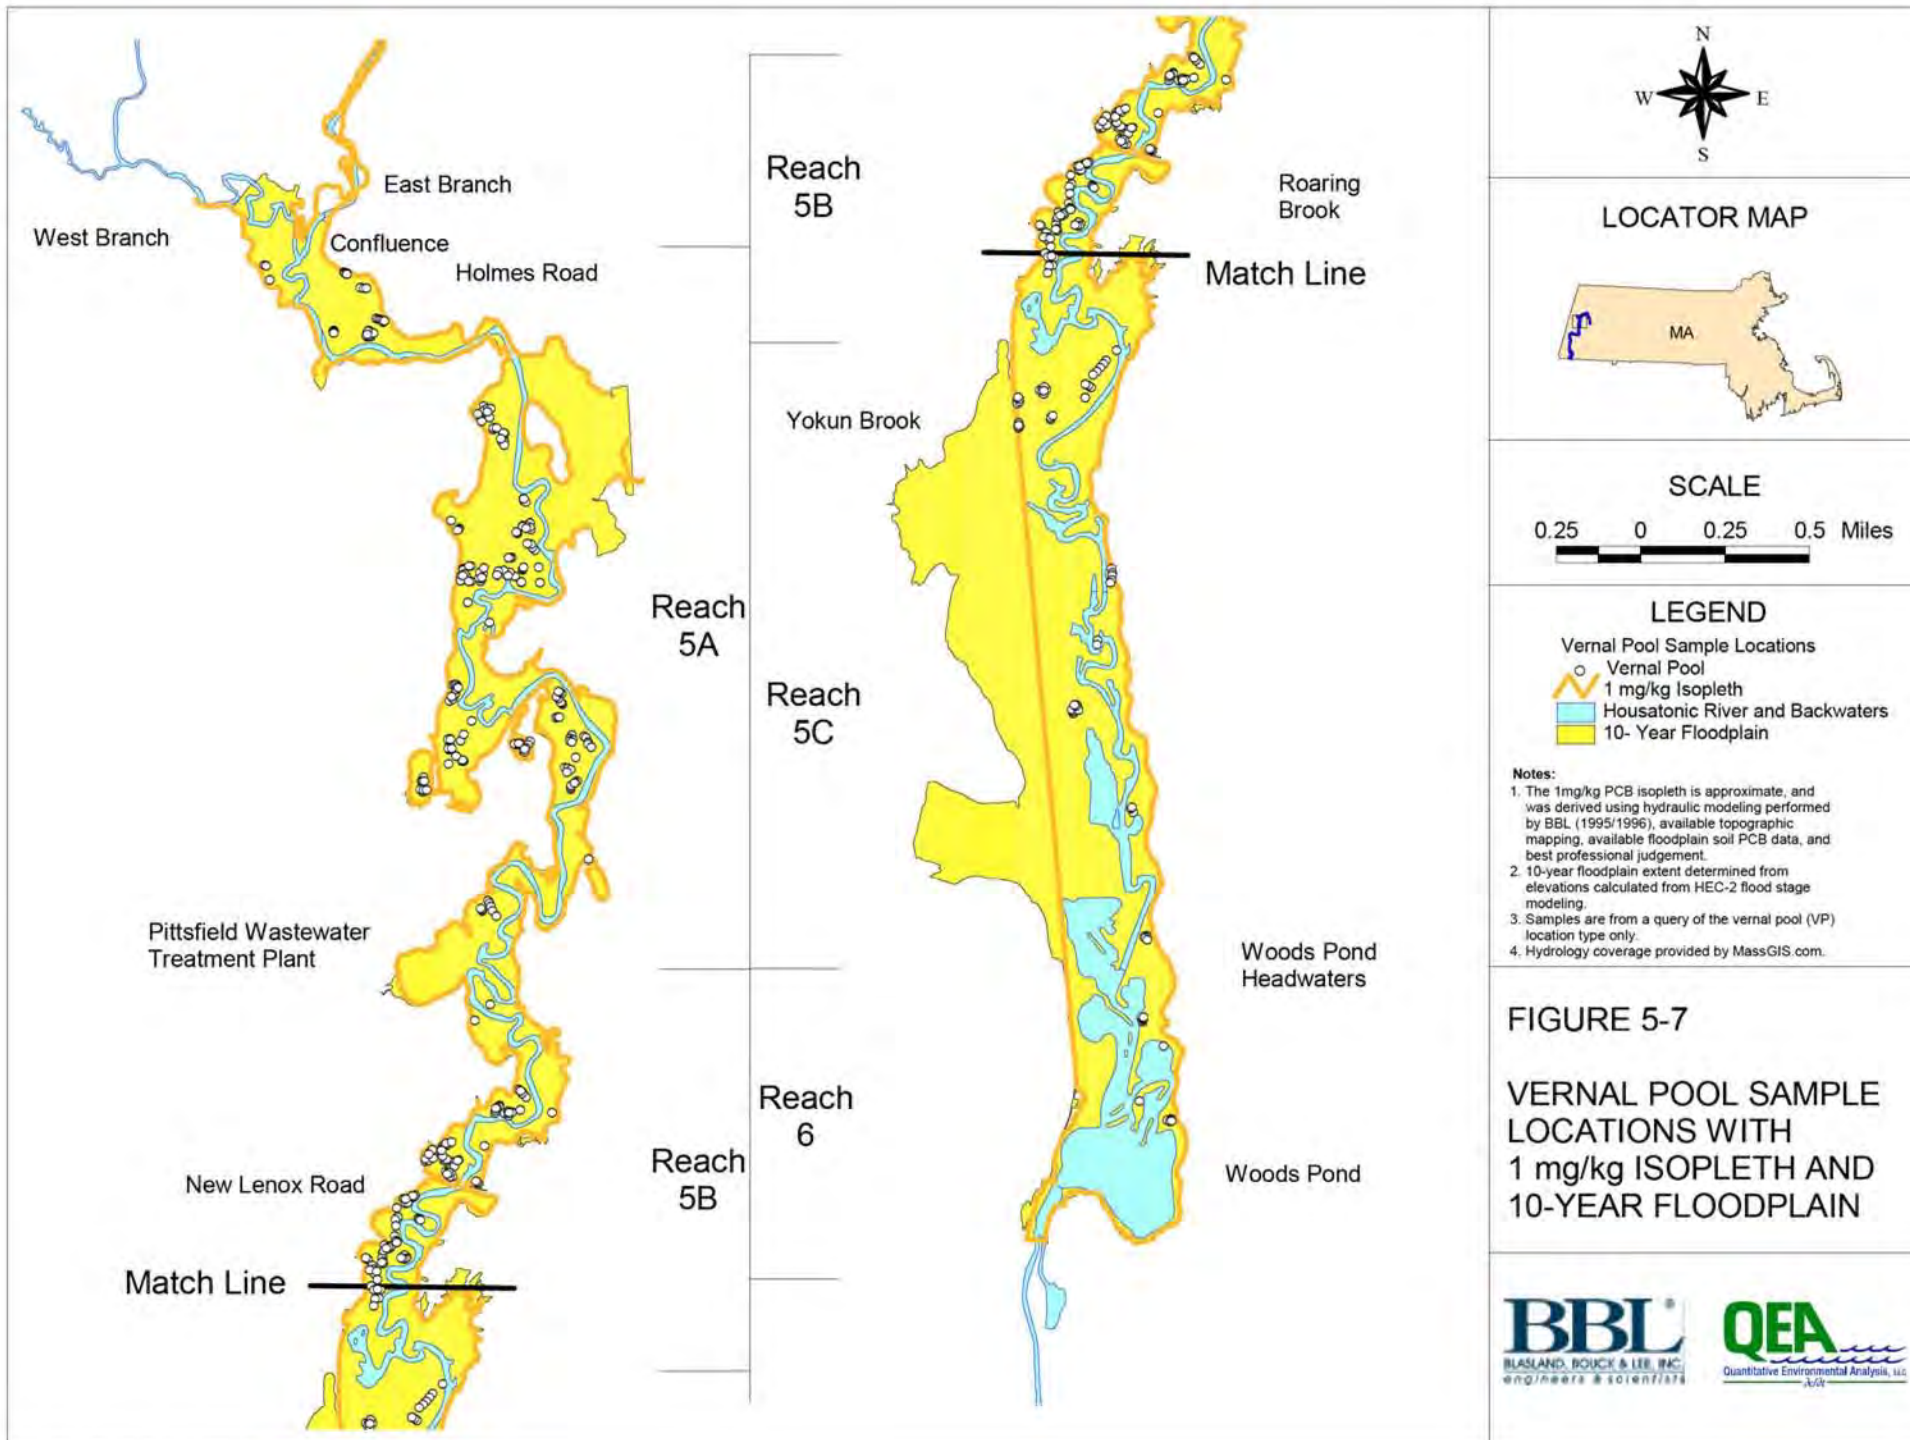 West Branch
East Branch
Confluence
Holmes Road
Reach
5A
Pittsfield Wastewater
Treatment Plant
New Lenox Road
Reach
5B
Match Line
Reach
5B
Roaring
Brook
Match Line
Yokun Brook
Reach
5C
Woods Pond
Headwaters
Reach
6
Woods Pond
N
W
E
S
LOCATOR MAP
MA
SCALE
0.25 0 0.25 0.5 Miles
LEGEND
Vernal Pool Sample Locations
Vernal Pool
1 mg/kg Isopleth
Housatonic River and Backwaters
10- Year Floodplain
Notes:
1. The 1mg/kg PCB isopleth is approximate, and
was derived using hydraulic modeling performed
by BBL (1995/1996), available topographic
mapping, available floodplain soil PCB data, and
best professional judgement.
2. 10-year floodplain extent determined from
elevations calculated from HEC-2 flood stage
modeling.
3. Samples are from a query of the vernal pool (VP)
location type only.
4. Hydrology coverage provided by MassGIS.com.
FIGURE 5-7
VERNAL POOL SAMPLE
LOCATIONS WITH
1 mg/kg ISOPLETH AND
10-YEAR FLOODPLAIN
BBL®
BLASLAND, BOUCK & LEE, INC.
engineers & scientists
QEA
Quantitative Environmental Analysis, LLC